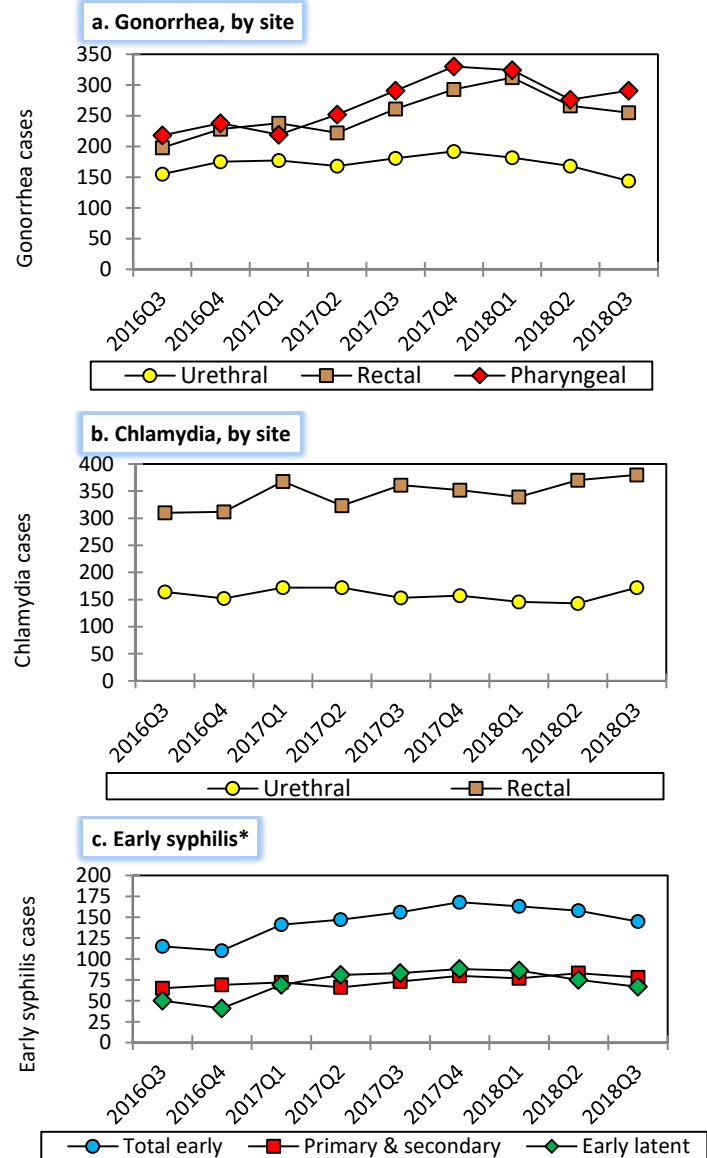 a. Gonorrhea, by site
350
300
250
200
150
100
50
0
Gonorrhea cases
2016Q3 2016Q4 2017Q1 2017Q2 2017Q3 2017Q4 2018Q1 2018Q2 2018Q3
Urethral Rectal Pharyngeal
b. Chlamydia, by site
400
350
300
250
200
150
100
50
0
Chlamydia cases
2016Q3 2016Q4 2017Q1 2017Q2 2017Q3 2017Q4 2018Q1 2018Q2 2018Q3
Urethral Rectal
c. Early syphilis*
200
175
150
125
100
75
50
25
0
Early syphilis cases
2016Q3 2016Q4 2017Q1 2017Q2 2017Q3 2017Q4 2018Q1 2018Q2 2018Q3
Total early Primary & secondary Early latent